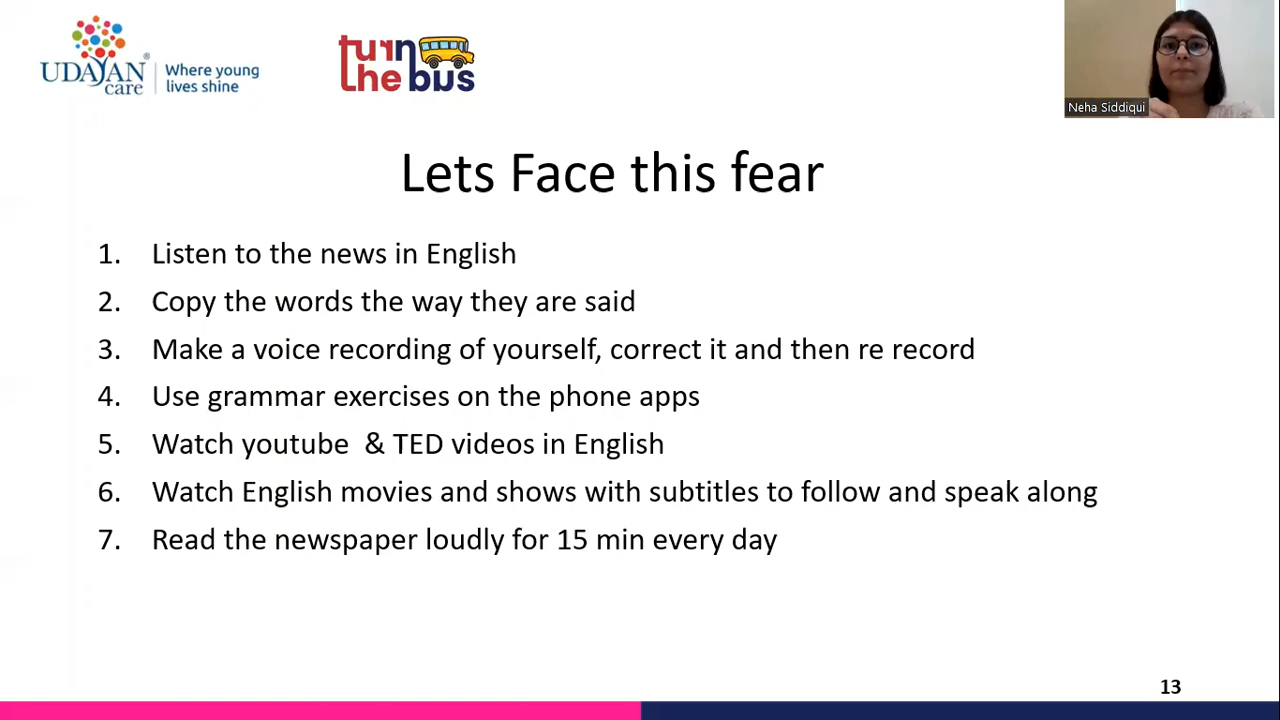 UDAYAN care
Where young
lives shine
turn
the bus
Neha Siddiqui
Lets Face this fear
1. Listen to the news in English
2. Copy the words the way they are said
3. Make a voice recording of yourself, correct it and then re record
4. Use grammar exercises on the phone apps
5. Watch youtube & TED videos in English
6. Watch English movies and shows with subtitles to follow and speak along
7. Read the newspaper loudly for 15 min every day
13